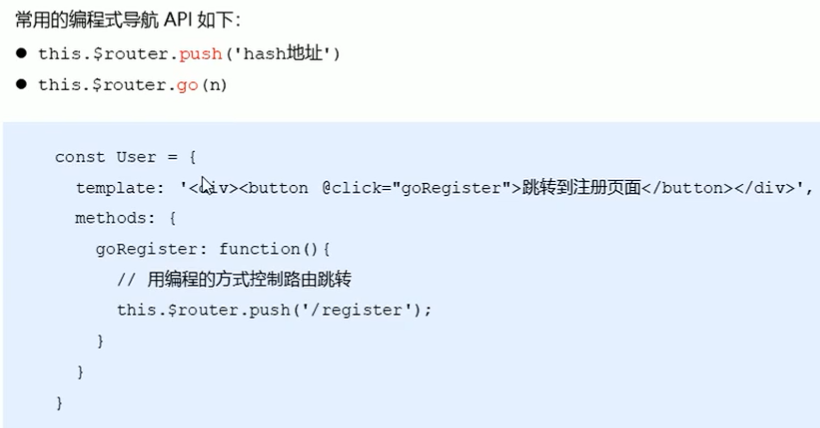 常用的编程式导航 API 如下：
● this.$router.push('hash地址')
● this.$router.go(n)
const User = {
  template: '<div><button @click="goRegister">跳转到注册页面</button></div>',
  methods: {
    goRegister: function(){
      // 用编程的方式控制路由跳转
      this.$router.push('/register');
    }
  }
}